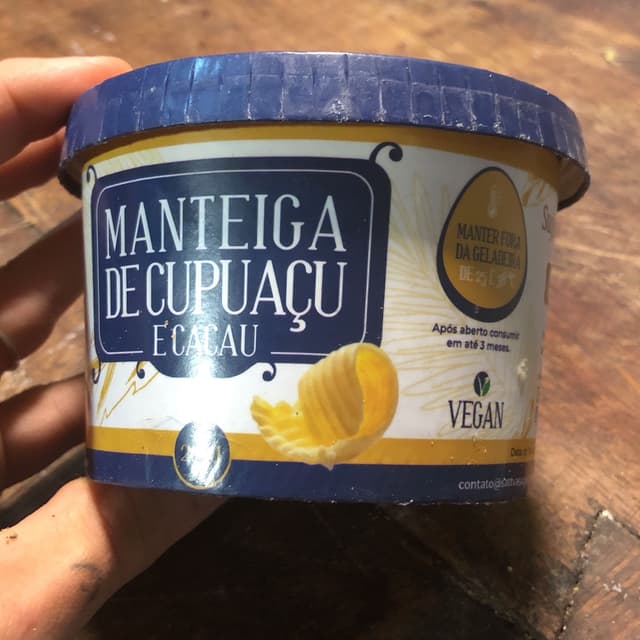 MANTEIGA
DE CUPUAÇU
E CACAU
MANTER FORA
DA GELADEIRA
Após aberto consumir
em até 3 meses.
VEGAN